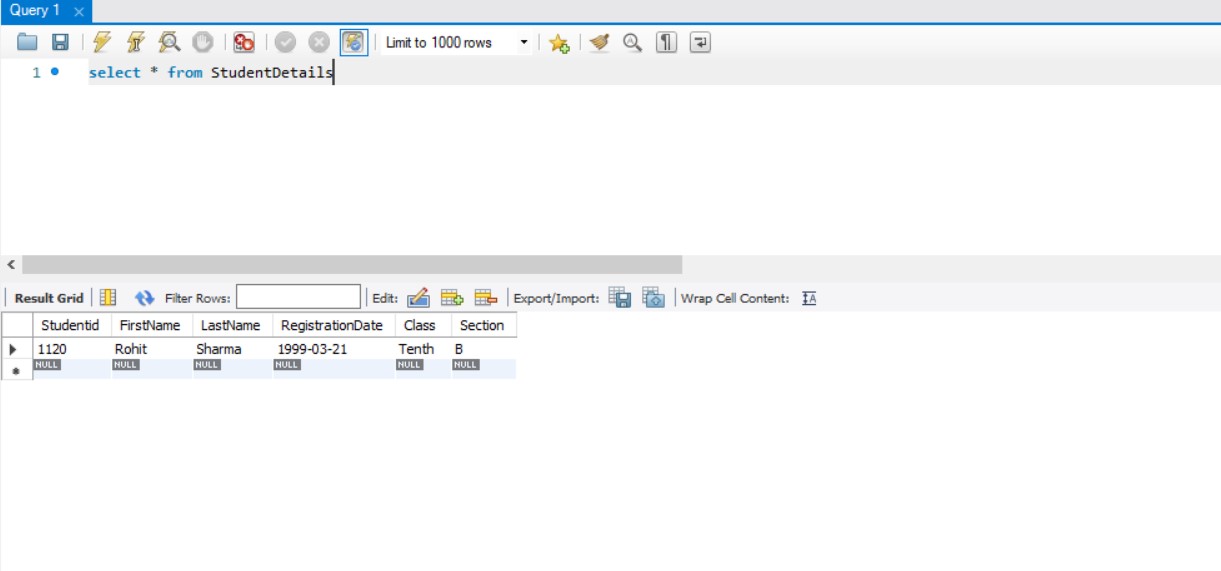 Query 1
Limit to 1000 rows
1 select * from StudentDetails
Result Grid Filter Rows: Edit: Export/Import: Wrap Cell Content: IA
Studentid FirstName LastName RegistrationDate Class Section
1120 Rohit Sharma 1999-03-21 Tenth B
NULL NULL NULL NULL NULL NULL